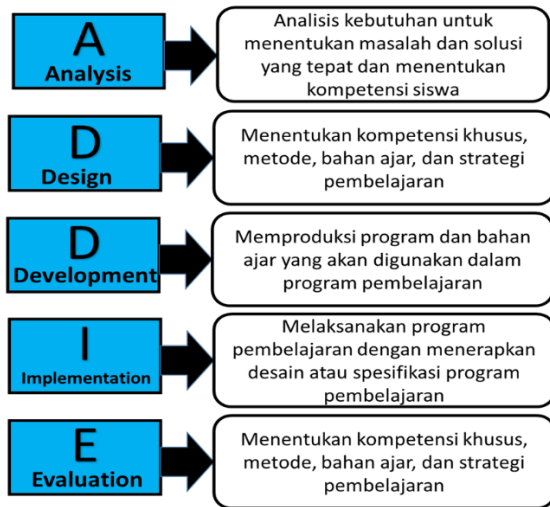 A
Analysis
Analisis kebutuhan untuk
menentukan masalah dan solusi
yang tepat dan menentukan
kompetensi siswa
D
Design
Menentukan kompetensi khusus,
metode, bahan ajar, dan strategi
pembelajaran
D
Development
Memproduksi program dan bahan
ajar yang akan digunakan dalam
program pembelajaran
I
Implementation
Melaksanakan program
pembelajaran dengan menerapkan
desain atau spesifikasi program
pembelajaran
E
Evaluation
Menentukan kompetensi khusus,
metode, bahan ajar, dan strategi
pembelajaran